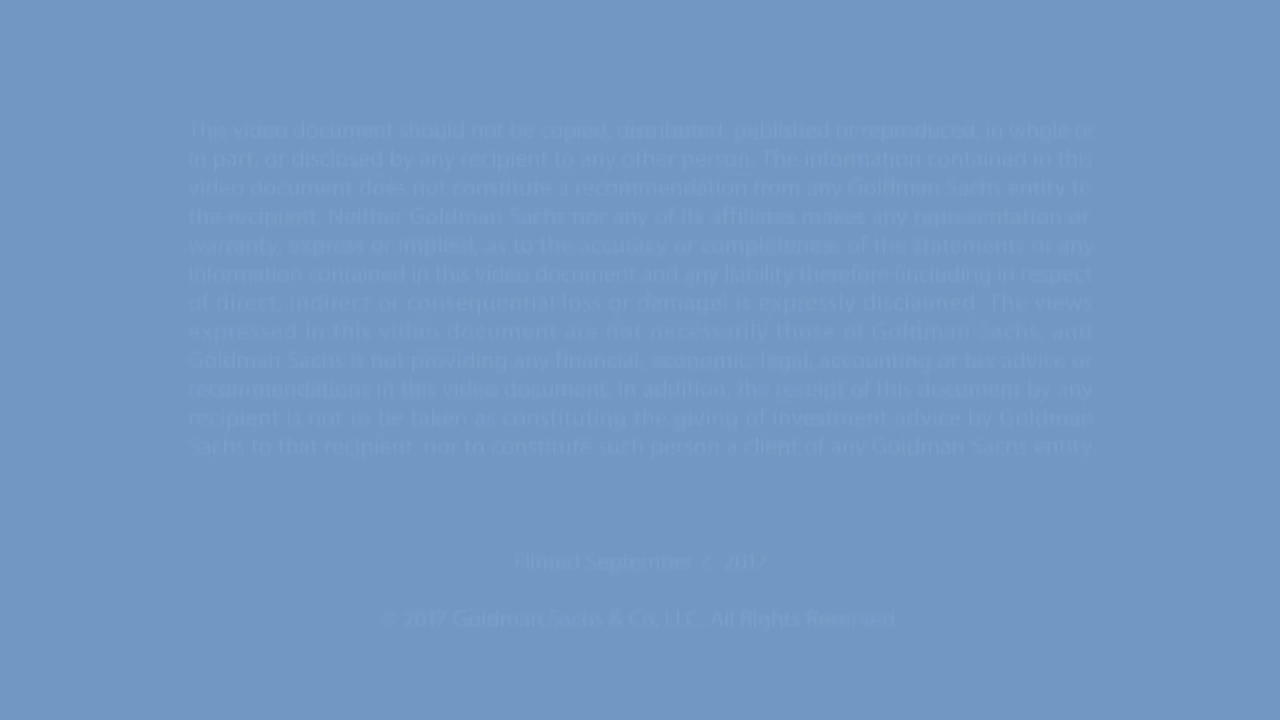 This video document should not be copied, distributed, published or reproduced, in whole or
in part, or disclosed by any recipient to any other person. The information contained in this
video document does not constitute a recommendation from any Goldman Sachs entity to
the recipient. Neither Goldman Sachs nor any of its affiliates makes any representation or
warranty, express or implied, as to the accuracy or completeness of the statements or any
information contained in this video document and any liability therefore (including in respect
of direct, indirect or consequential loss or damage) is expressly disclaimed. The views
expressed in this video document are not necessarily those of Goldman Sachs, and
Goldman Sachs is not providing any financial, economic, legal, accounting or tax advice or
recommendations in this video document. In addition, the receipt of this document by any
recipient is not to be taken as constituting the giving of investment advice by Goldman
Sachs to that recipient, nor to constitute such person a client of any Goldman Sachs entity.
Filmed September 2017
© 2017 Goldman Sachs & Co. LLC. All Rights Reserved.